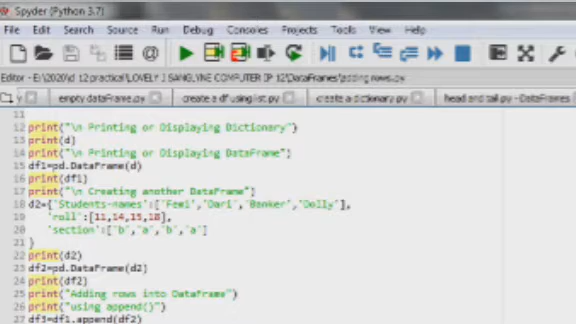 Spyder (Python 3.7)
File Edit Search Source Run Debug Consoles Projects Tools View Help
Editor - E:\2020\d 12 practical\LOVELY J SANGLYNE COMPUTER IP 12\DataFrames\adding rows.py
empty dataFrame.py create a df using list.py create a dictionary.py head and tail.py - DataFrames
11
12 print("\n Printing or Displaying Dictionary")
13 print(d)
14 print("\n Printing or Displaying DataFrame")
15 df1=pd.DataFrame(d)
16 print(df1)
17 print("\n Creating another DataFrame")
18 d2={'Students-names':['Femi','Dari','Banker','Dolly'],
19 'roll':[11,14,15,18],
20 'section':['b','a','b','a']
21 }
22 print(d2)
23 df2=pd.DataFrame(d2)
24 print(df2)
25 print("Adding rows into DataFrame")
26 print("using append()")
27 df3=df1.append(df2)